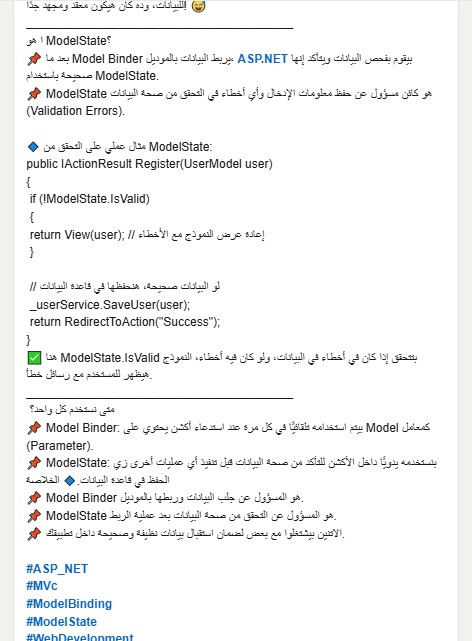 للبيانات، وده كان هيكون معقد ومجهد جدًا! 😅
________________________________________
ا هو ModelState؟
📌 بعد ما Model Binder يربط البيانات بالموديل، ASP.NET بيقوم بفحص البيانات ويتأكد إنها
صحيحة باستخدام ModelState.
📌 ModelState هو كائن مسؤول عن حفظ معلومات الإدخال وأي أخطاء في التحقق من صحة البيانات
(Validation Errors).
🔹 مثال عملي على التحقق من ModelState:
public IActionResult Register(UserModel user)
{
if (!ModelState.IsValid)
{
return View(user); // إعادة عرض النموذج مع الأخطاء
}
// لو البيانات صحيحة، هنحفظها في قاعدة البيانات
_userService.SaveUser(user);
return RedirectToAction("Success");
}
✅ هنا ModelState.IsValid بتتحقق إذا كان في أخطاء في البيانات، ولو كان فيه أخطاء، النموذج
هيظهر للمستخدم مع رسائل خطأ.
________________________________________
متى نستخدم كل واحد؟
📌 Model Binder: بيتم استخدامه تلقائيًا في كل مرة عند استدعاء أكشن يحتوي على Model كمعامل
(Parameter).
📌 ModelState: بنستخدمه يدويًا داخل الأكشن للتأكد من صحة البيانات قبل تنفيذ أي عمليات أخرى زي
الحفظ في قاعدة البيانات. 🔹 الخلاصة
📌 Model Binder هو المسؤول عن جلب البيانات وربطها بالموديل.
📌 ModelState هو المسؤول عن التحقق من صحة البيانات بعد عملية الربط.
📌 الاتنين بيشتغلوا مع بعض لضمان استقبال بيانات نظيفة وصحيحة داخل تطبيقك.
#ASP_NET
#MVc
#ModelBinding
#ModelState
#WebDevelopment